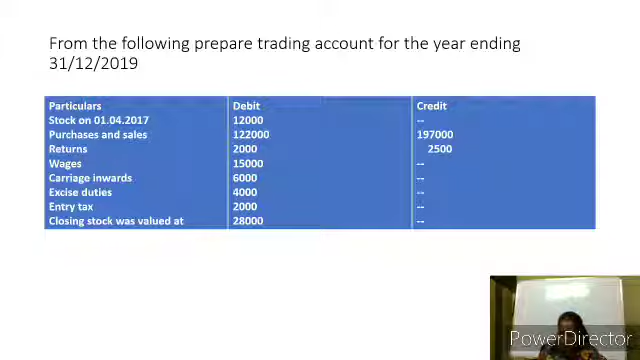 From the following prepare trading account for the year ending
31/12/2019
Particulars Debit Credit
Stock on 01.04.2017 12000 --
Purchases and sales 122000 197000
Returns 2000 2500
Wages 15000 --
Carriage inwards 6000 --
Excise duties 4000 --
Entry tax 2000 --
Closing stock was valued at 28000 --
PowerDirector